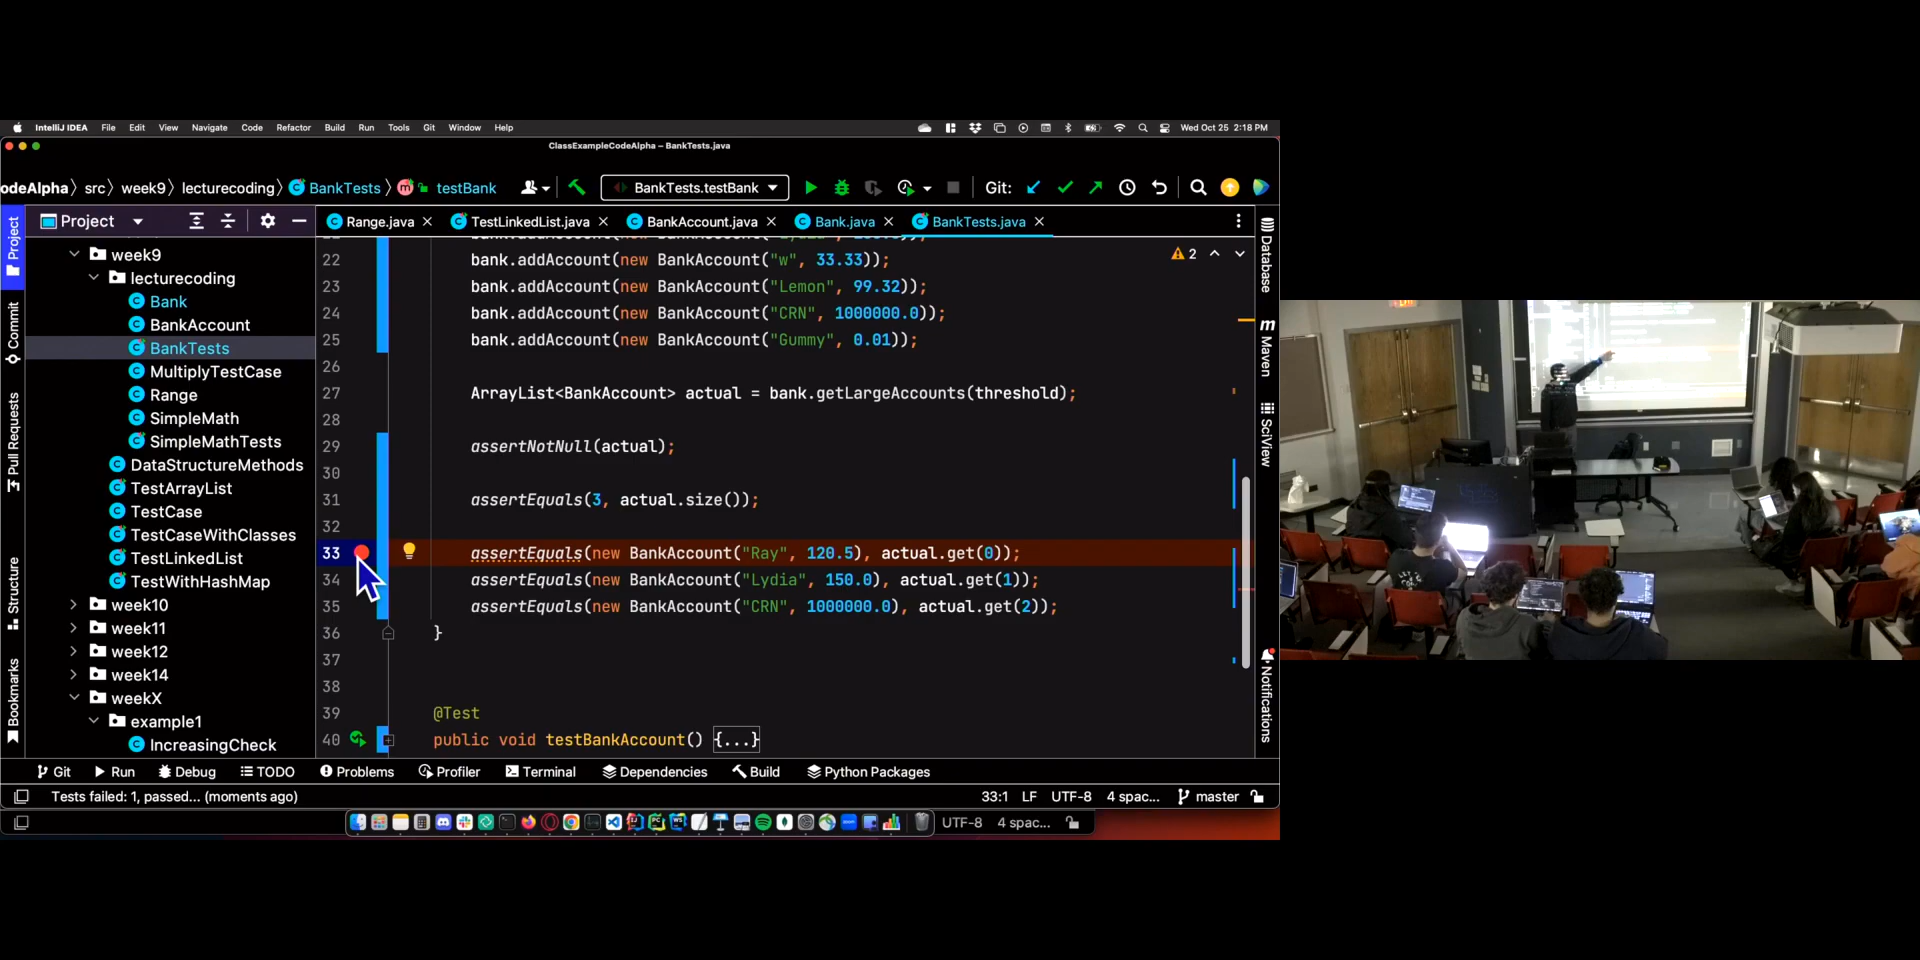 IntelliJ IDEA File Edit View Navigate Code Refactor Build Run Tools Git Window Help Wed Oct 25 2:18 PM
ClassExampleCodeAlpha – BankTests.java
odeAlpha src week9 lecturecoding BankTests testBank BankTests.testBank Git:
Project
Range.java TestLinkedList.java BankAccount.java Bank.java BankTests.java
Project
Commit
Pull Requests
Structure
Bookmarks
week9
lecturecoding
Bank
BankAccount
BankTests
MultiplyTestCase
Range
SimpleMath
SimpleMathTests
DataStructureMethods
TestArrayList
TestCase
TestCaseWithClasses
TestLinkedList
TestWithHashMap
week10
week11
week12
week14
weekX
example1
IncreasingCheck
22 bank.addAccount(new BankAccount("w", 33.33));
23 bank.addAccount(new BankAccount("Lemon", 99.32));
24 bank.addAccount(new BankAccount("CRN", 1000000.0));
25 bank.addAccount(new BankAccount("Gummy", 0.01));
26
27 ArrayList<BankAccount> actual = bank.getLargeAccounts(threshold);
28
29 assertNotNull(actual);
30
31 assertEquals(3, actual.size());
32
33 assertEquals(new BankAccount("Ray", 120.5), actual.get(0));
34 assertEquals(new BankAccount("Lydia", 150.0), actual.get(1));
35 assertEquals(new BankAccount("CRN", 1000000.0), actual.get(2));
36 }
37
38
39 @Test
40 public void testBankAccount() {...}
2
Database
m Maven
SciView
Notifications
Git Run Debug TODO Problems Profiler Terminal Dependencies Build Python Packages
Tests failed: 1, passed... (moments ago) 33:1 LF UTF-8 4 spac... master
UTF-8 4 spac...